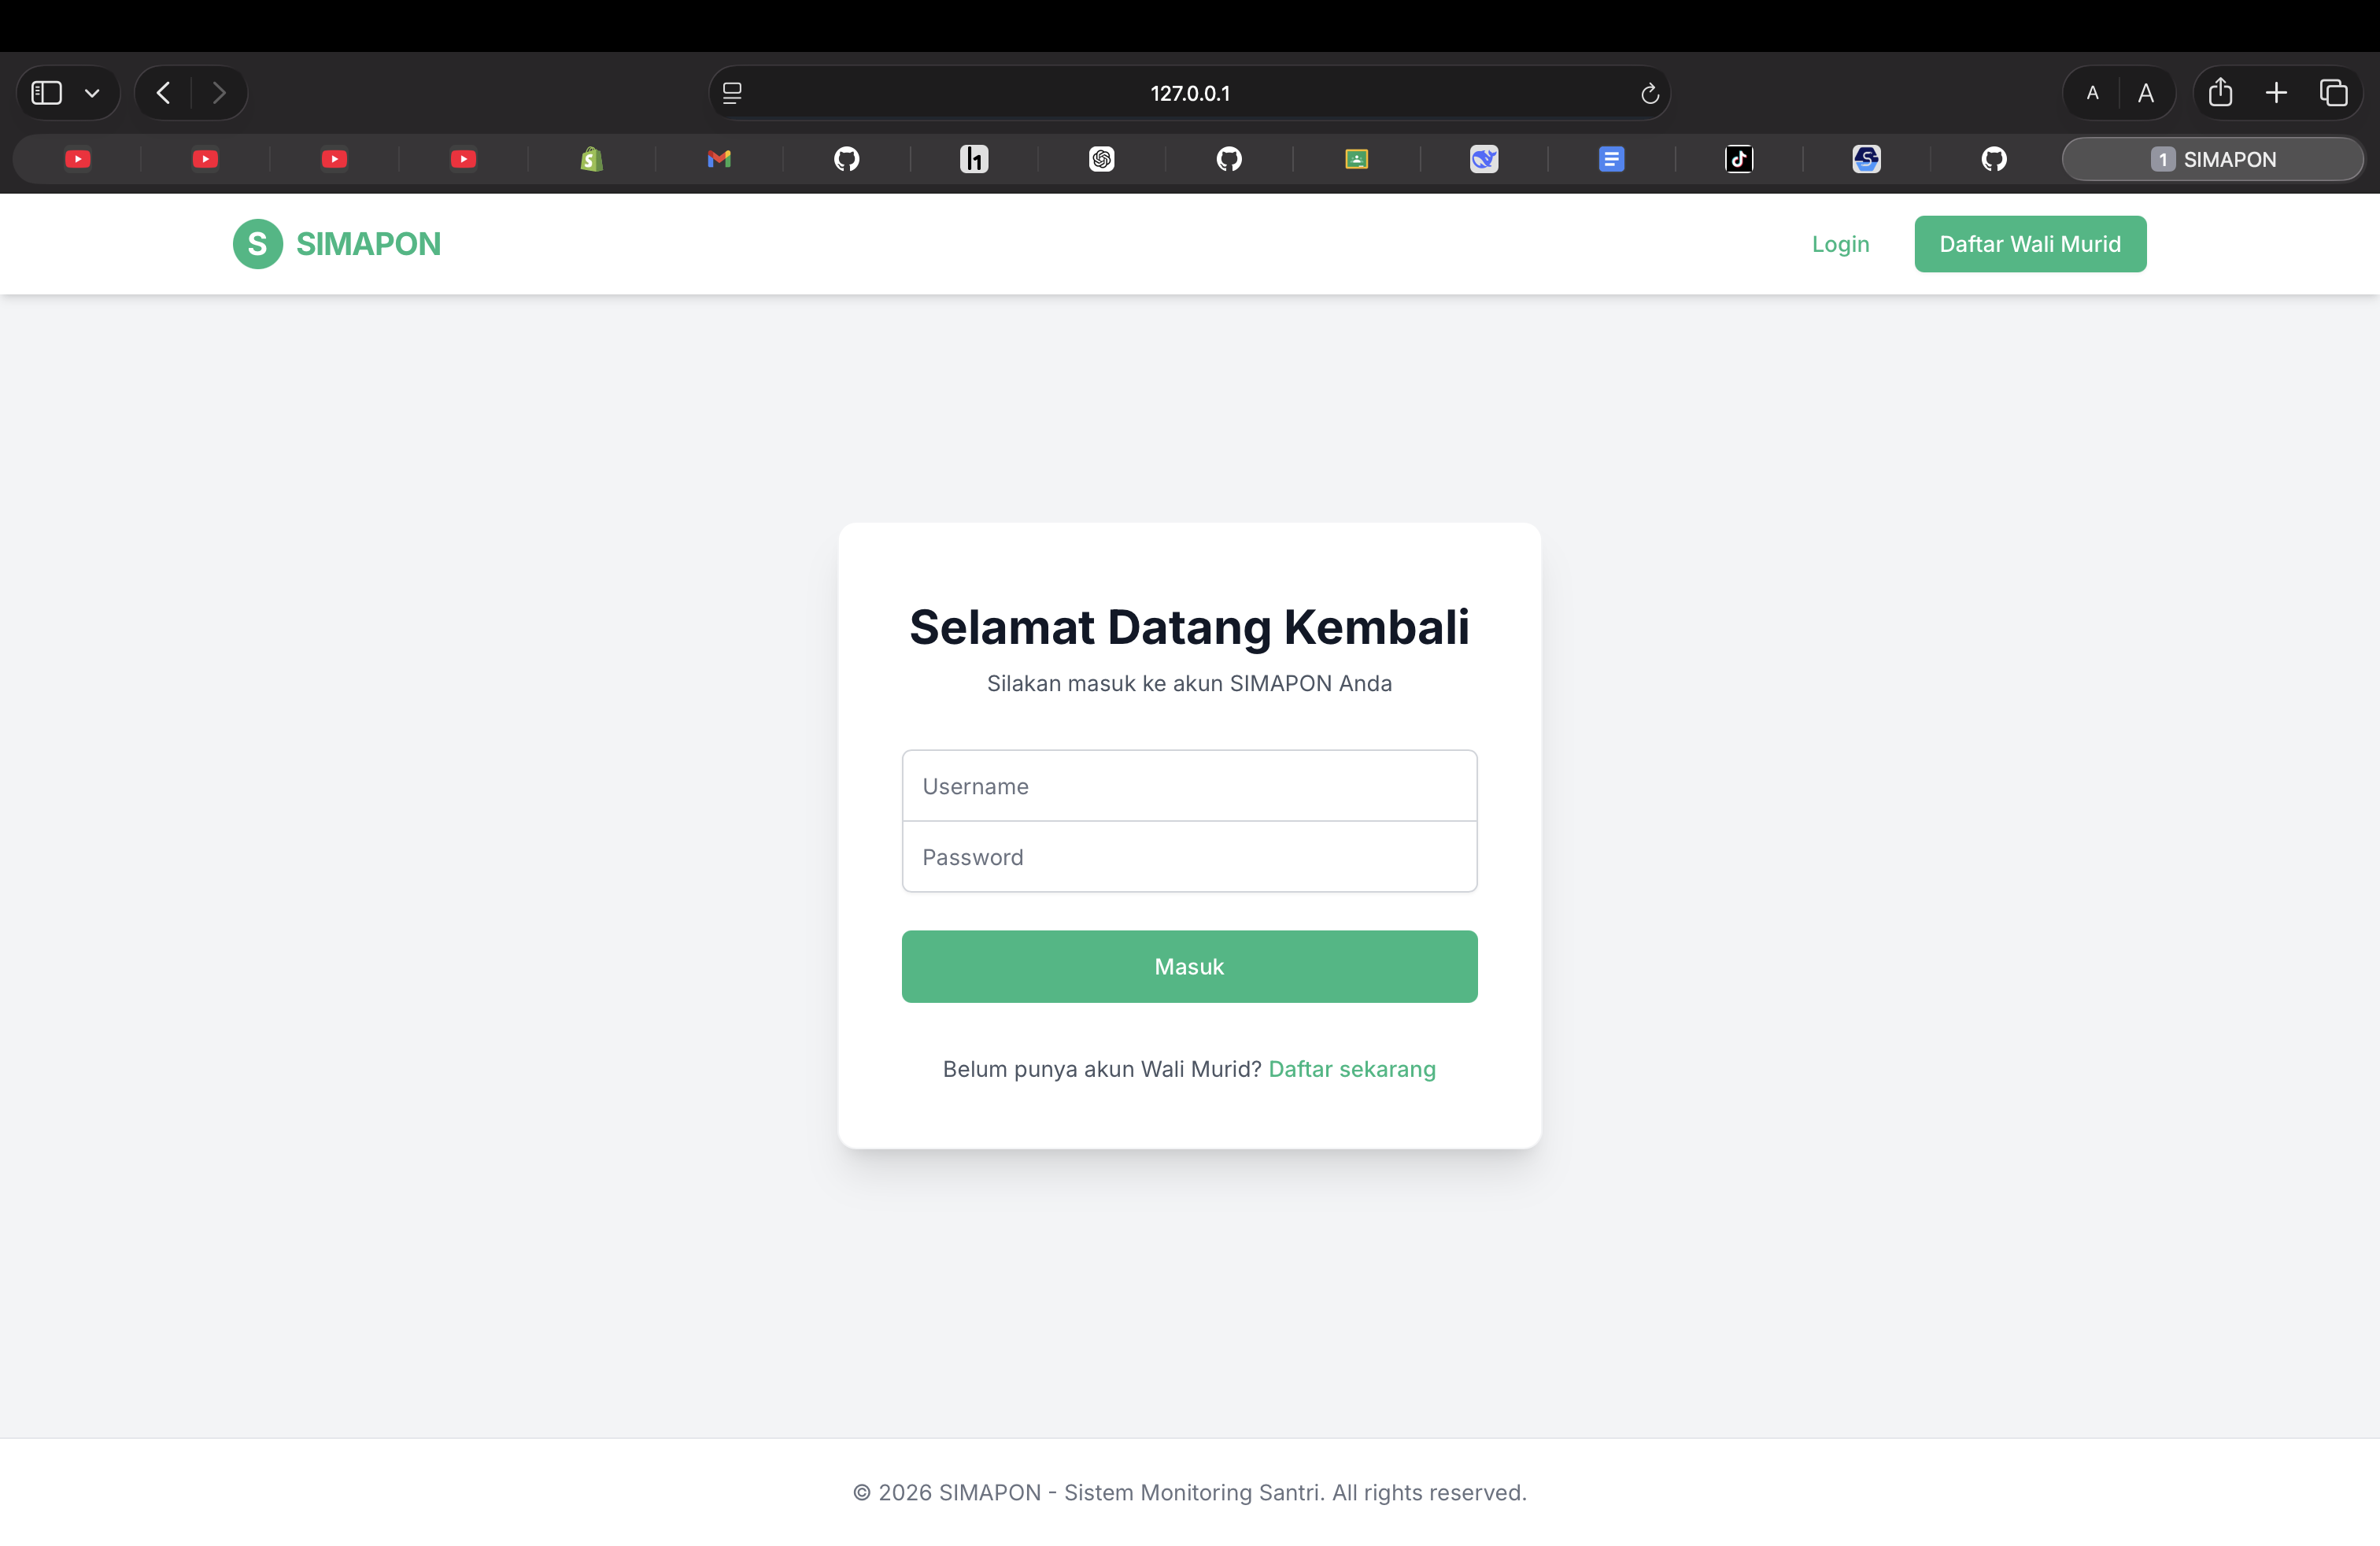 127.0.0.1
A A
1 SIMAPON
S SIMAPON
Login
Daftar Wali Murid
Selamat Datang Kembali
Silakan masuk ke akun SIMAPON Anda
Username
Password
Masuk
Belum punya akun Wali Murid? Daftar sekarang
© 2026 SIMAPON - Sistem Monitoring Santri. All rights reserved.